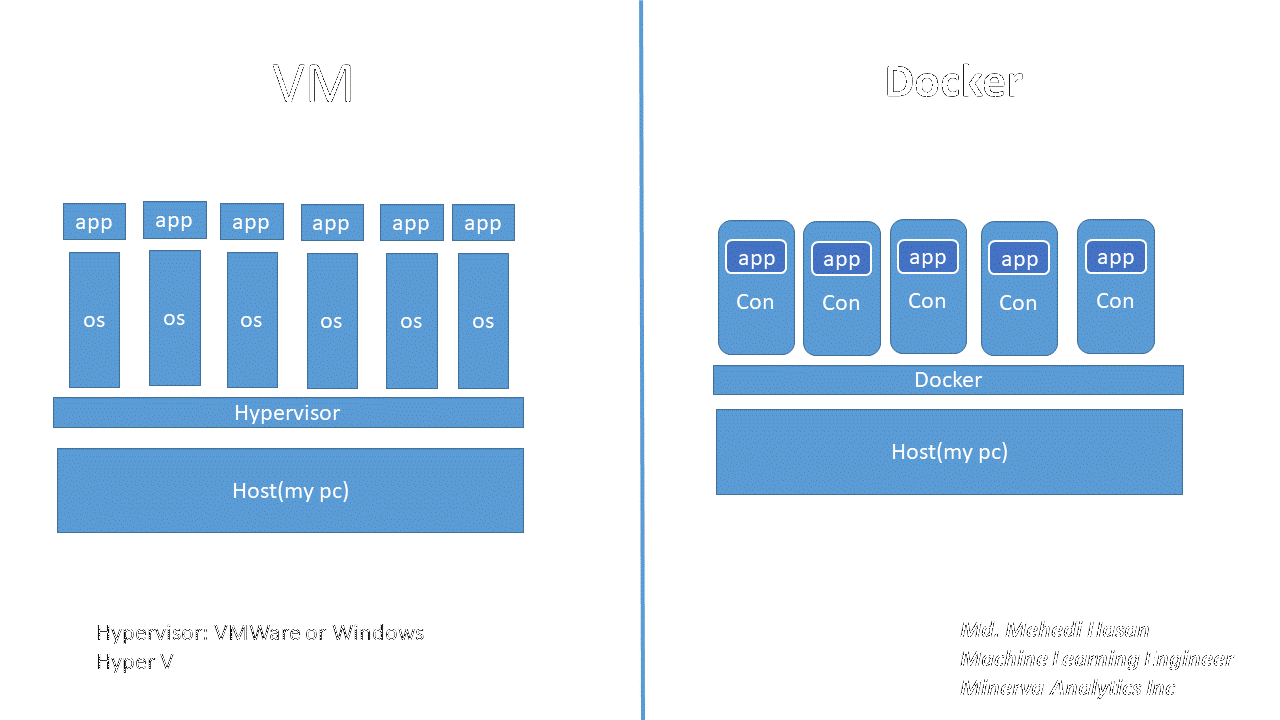 VM
app app app app app app
os os os os os os
Hypervisor
Host(my pc)
Hypervisor: VMWare or Windows
Hyper V
Docker
app app app app app
Con Con Con Con Con
Docker
Host(my pc)
Md. Mehedi Hasan
Machine Learning Engineer
Minerva Analytics Inc